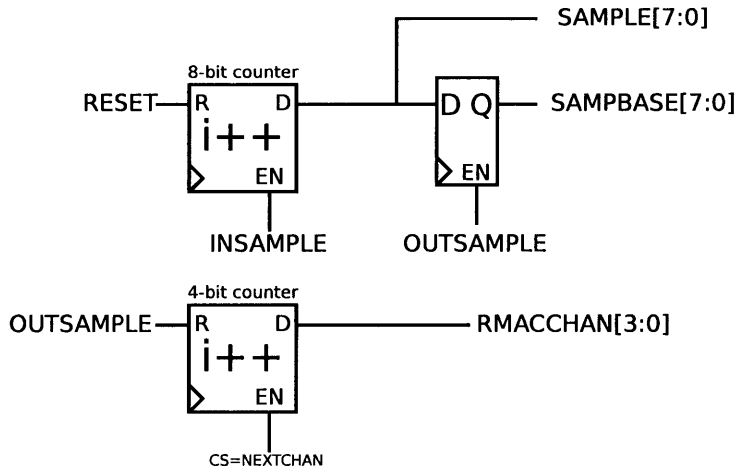 SAMPLE[7:0]
8-bit counter
RESET R D D Q SAMPBASE[7:0]
i++
EN EN
INSAMPLE OUTSAMPLE
4-bit counter
OUTSAMPLE R D RMACCHAN[3:0]
i++
EN
CS=NEXTCHAN